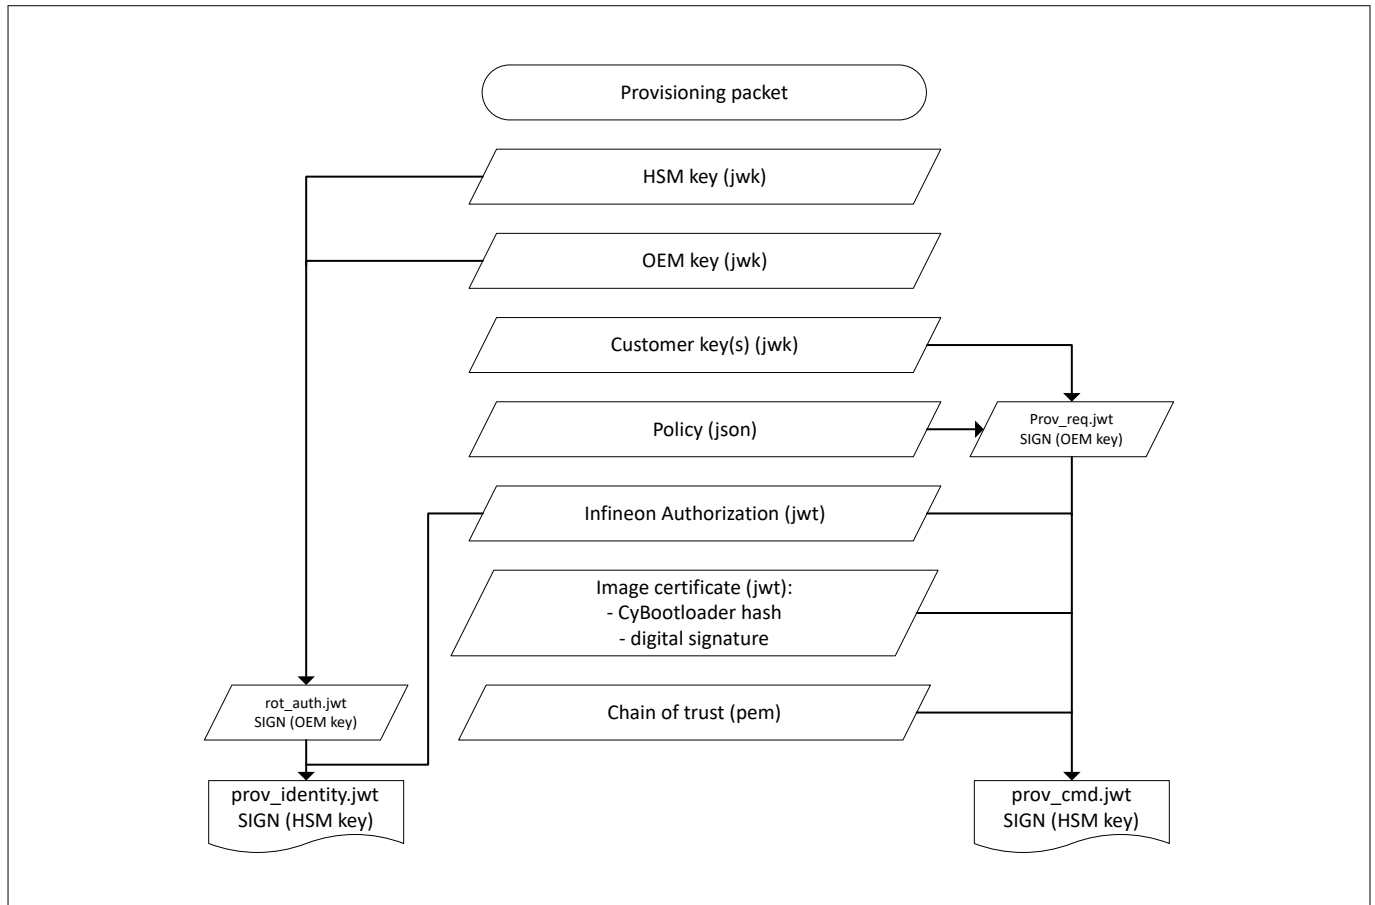 Provisioning packet
HSM key (jwk)
OEM key (jwk)
Customer key(s) (jwk)
Policy (json)
Prov_req.jwt
SIGN (OEM key)
Infineon Authorization (jwt)
Image certificate (jwt):
- CyBootloader hash
- digital signature
rot_auth.jwt
SIGN (OEM key)
Chain of trust (pem)
prov_identity.jwt
SIGN (HSM key)
prov_cmd.jwt
SIGN (HSM key)